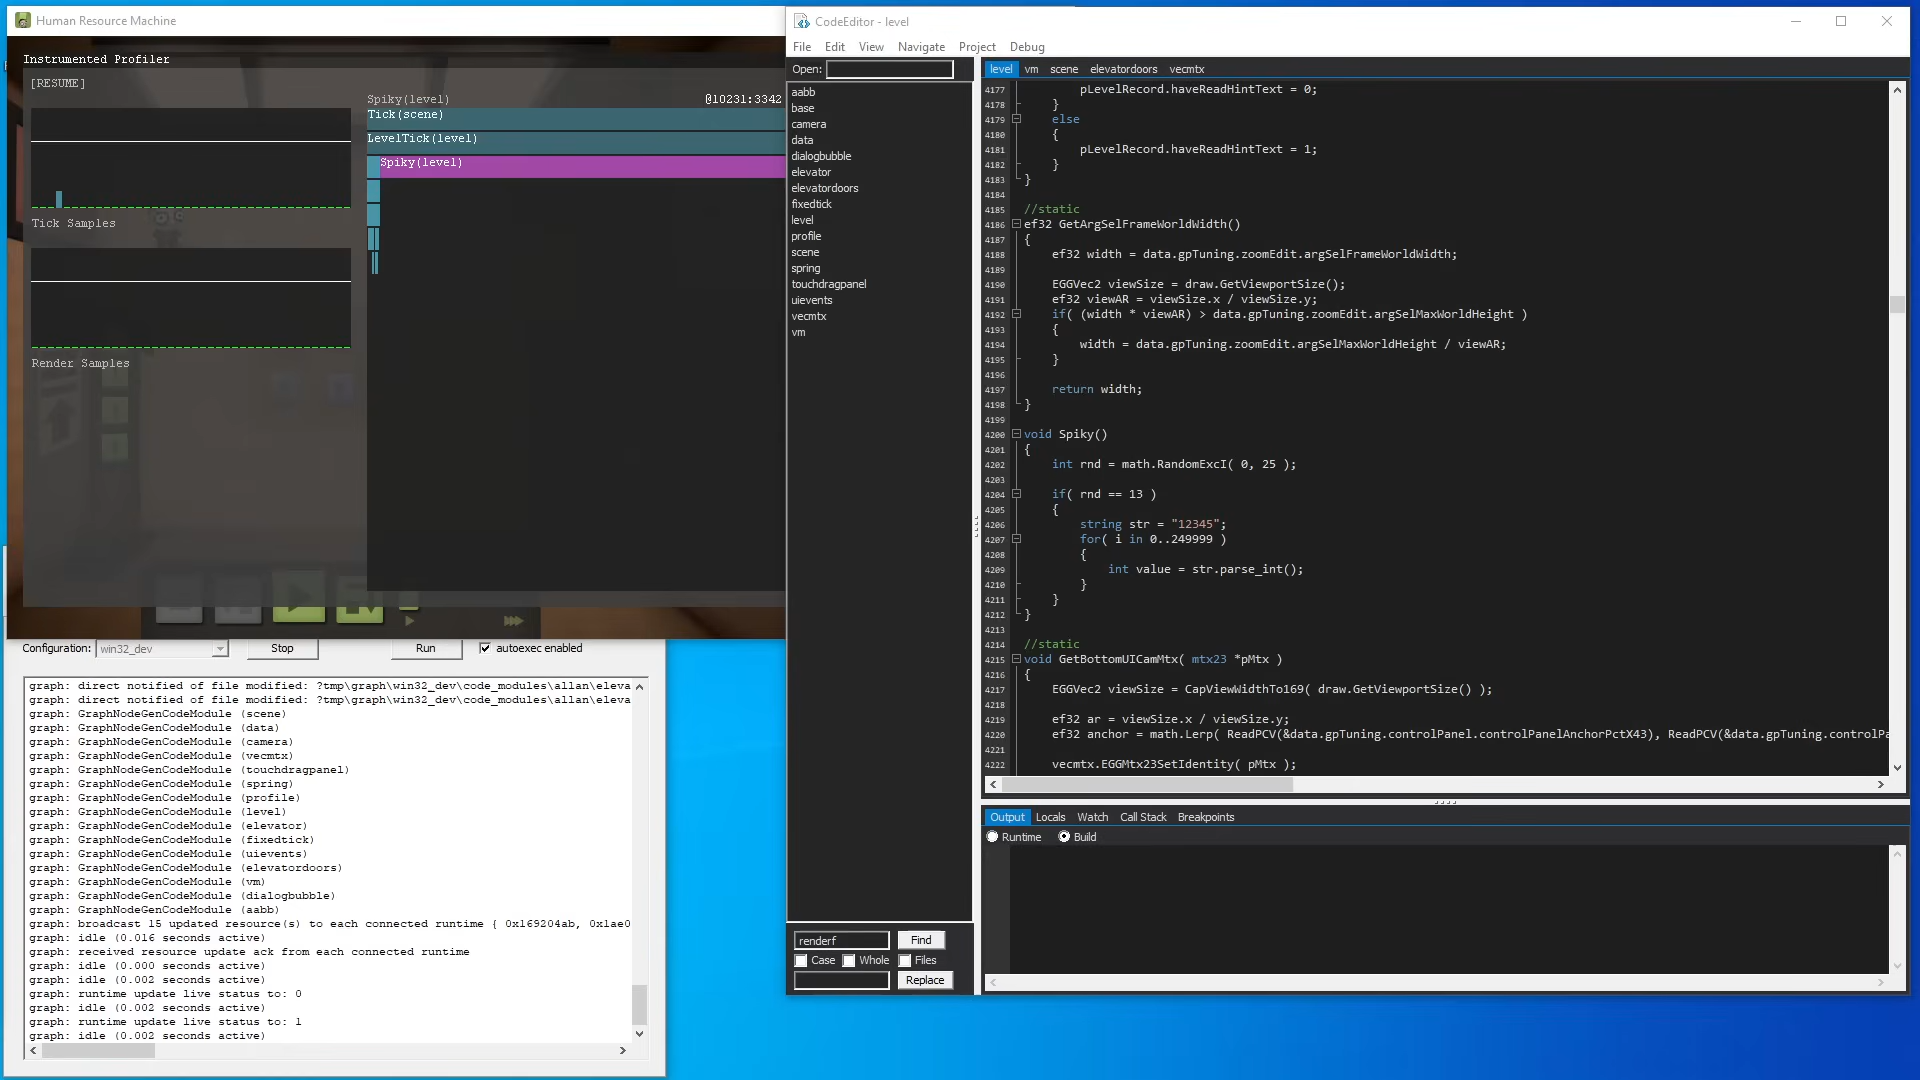 Human Resource Machine
Instrumented Profiler
[RESUME]
Tick Samples
Render Samples
Spiky(level)
@10231:3342
Tick(scene)
LevelTick(level)
Spiky(level)
Configuration: win32_dev Stop Run autoexec enabled
graph: direct notified of file modified: ?tmp\graph\win32_dev\code_modules\allan\eleva
graph: direct notified of file modified: ?tmp\graph\win32_dev\code_modules\allan\eleva
graph: GraphNodeGenCodeModule (scene)
graph: GraphNodeGenCodeModule (data)
graph: GraphNodeGenCodeModule (camera)
graph: GraphNodeGenCodeModule (vecmtx)
graph: GraphNodeGenCodeModule (touchdragpanel)
graph: GraphNodeGenCodeModule (spring)
graph: GraphNodeGenCodeModule (profile)
graph: GraphNodeGenCodeModule (level)
graph: GraphNodeGenCodeModule (elevator)
graph: GraphNodeGenCodeModule (fixedtick)
graph: GraphNodeGenCodeModule (uievents)
graph: GraphNodeGenCodeModule (elevatordoors)
graph: GraphNodeGenCodeModule (vm)
graph: GraphNodeGenCodeModule (dialogbubble)
graph: GraphNodeGenCodeModule (aabb)
graph: broadcast 15 updated resource(s) to each connected runtime { 0x169204ab, 0x1ae0
graph: idle (0.016 seconds active)
graph: received resource update ack from each connected runtime
graph: idle (0.000 seconds active)
graph: idle (0.002 seconds active)
graph: runtime update live status to: 0
graph: idle (0.002 seconds active)
graph: runtime update live status to: 1
graph: idle (0.002 seconds active)
CodeEditor - level
File Edit View Navigate Project Debug
Open:
aabb
base
camera
data
dialogbubble
elevator
elevatordoors
fixedtick
level
profile
scene
spring
touchdragpanel
uievents
vecmtx
vm
renderf Find
Case Whole Files
Replace
level vm scene elevatordoors vecmtx
4177 pLevelRecord.haveReadHintText = 0;
4178 }
4179 else
4180 {
4181 pLevelRecord.haveReadHintText = 1;
4182 }
4183 }
4184
4185 //static
4186 ef32 GetArgSelFrameWorldWidth()
4187 {
4188 ef32 width = data.gpTuning.zoomEdit.argSelFrameWorldWidth;
4189
4190 EGGVec2 viewSize = draw.GetViewportSize();
4191 ef32 viewAR = viewSize.x / viewSize.y;
4192 if( (width * viewAR) > data.gpTuning.zoomEdit.argSelMaxWorldHeight )
4193 {
4194 width = data.gpTuning.zoomEdit.argSelMaxWorldHeight / viewAR;
4195 }
4196
4197 return width;
4198 }
4199
4200 void Spiky()
4201 {
4202 int rnd = math.RandomExcI( 0, 25 );
4203
4204 if( rnd == 13 )
4205 {
4206 string str = "12345";
4207 for( i in 0..249999 )
4208 {
4209 int value = str.parse_int();
4210 }
4211 }
4212 }
4213
4214 //static
4215 void GetBottomUICamMtx( mtx23 *pMtx )
4216 {
4217 EGGVec2 viewSize = CapViewWidthTo169( draw.GetViewportSize() );
4218
4219 ef32 ar = viewSize.x / viewSize.y;
4220 ef32 anchor = math.Lerp( ReadPCV(&data.gpTuning.controlPanel.controlPanelAnchorPctX43), ReadPCV(&data.gpTuning.controlPa
4221
4222 vecmtx.EGGMtx23SetIdentity( pMtx );
Output Locals Watch Call Stack Breakpoints
Runtime Build